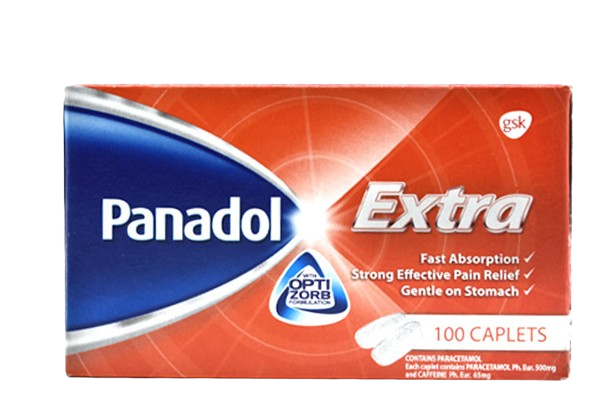 gsk
Panadol
Extra
Fast Absorption ✓
Strong Effective Pain Relief ✓
Gentle on Stomach ✓
WITH
OPTI
ZORB
FORMULATION
100 CAPLETS
CONTAINS PARACETAMOL
Each caplet contains PARACETAMOL Ph. Eur. 500mg
and CAFFEINE Ph. Eur. 65mg